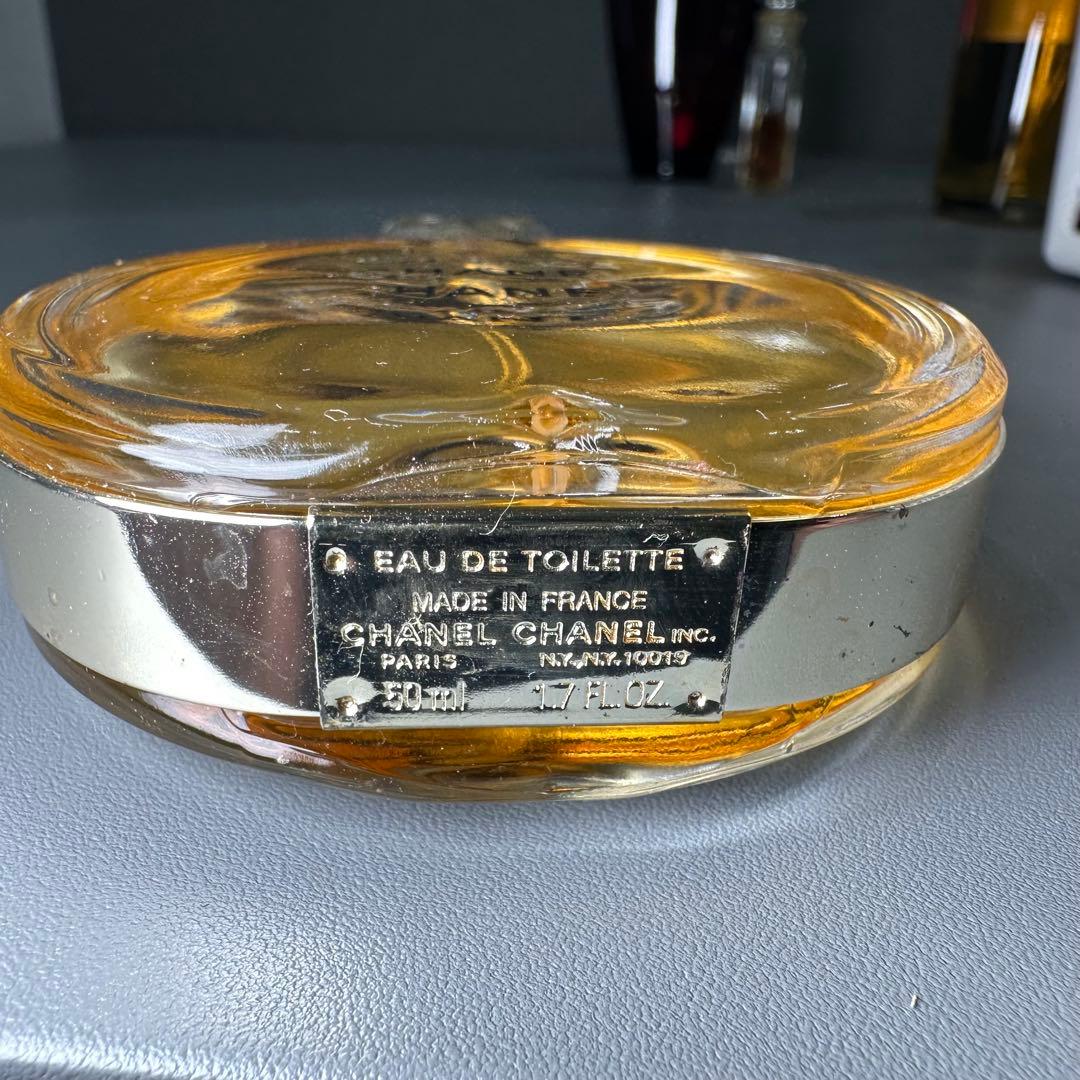 EAU DE TOILETTE
MADE IN FRANCE
CHANEL CHANEL INC.
PARIS N.Y., N.Y. 10019
50 ml 1.7 FL. OZ.